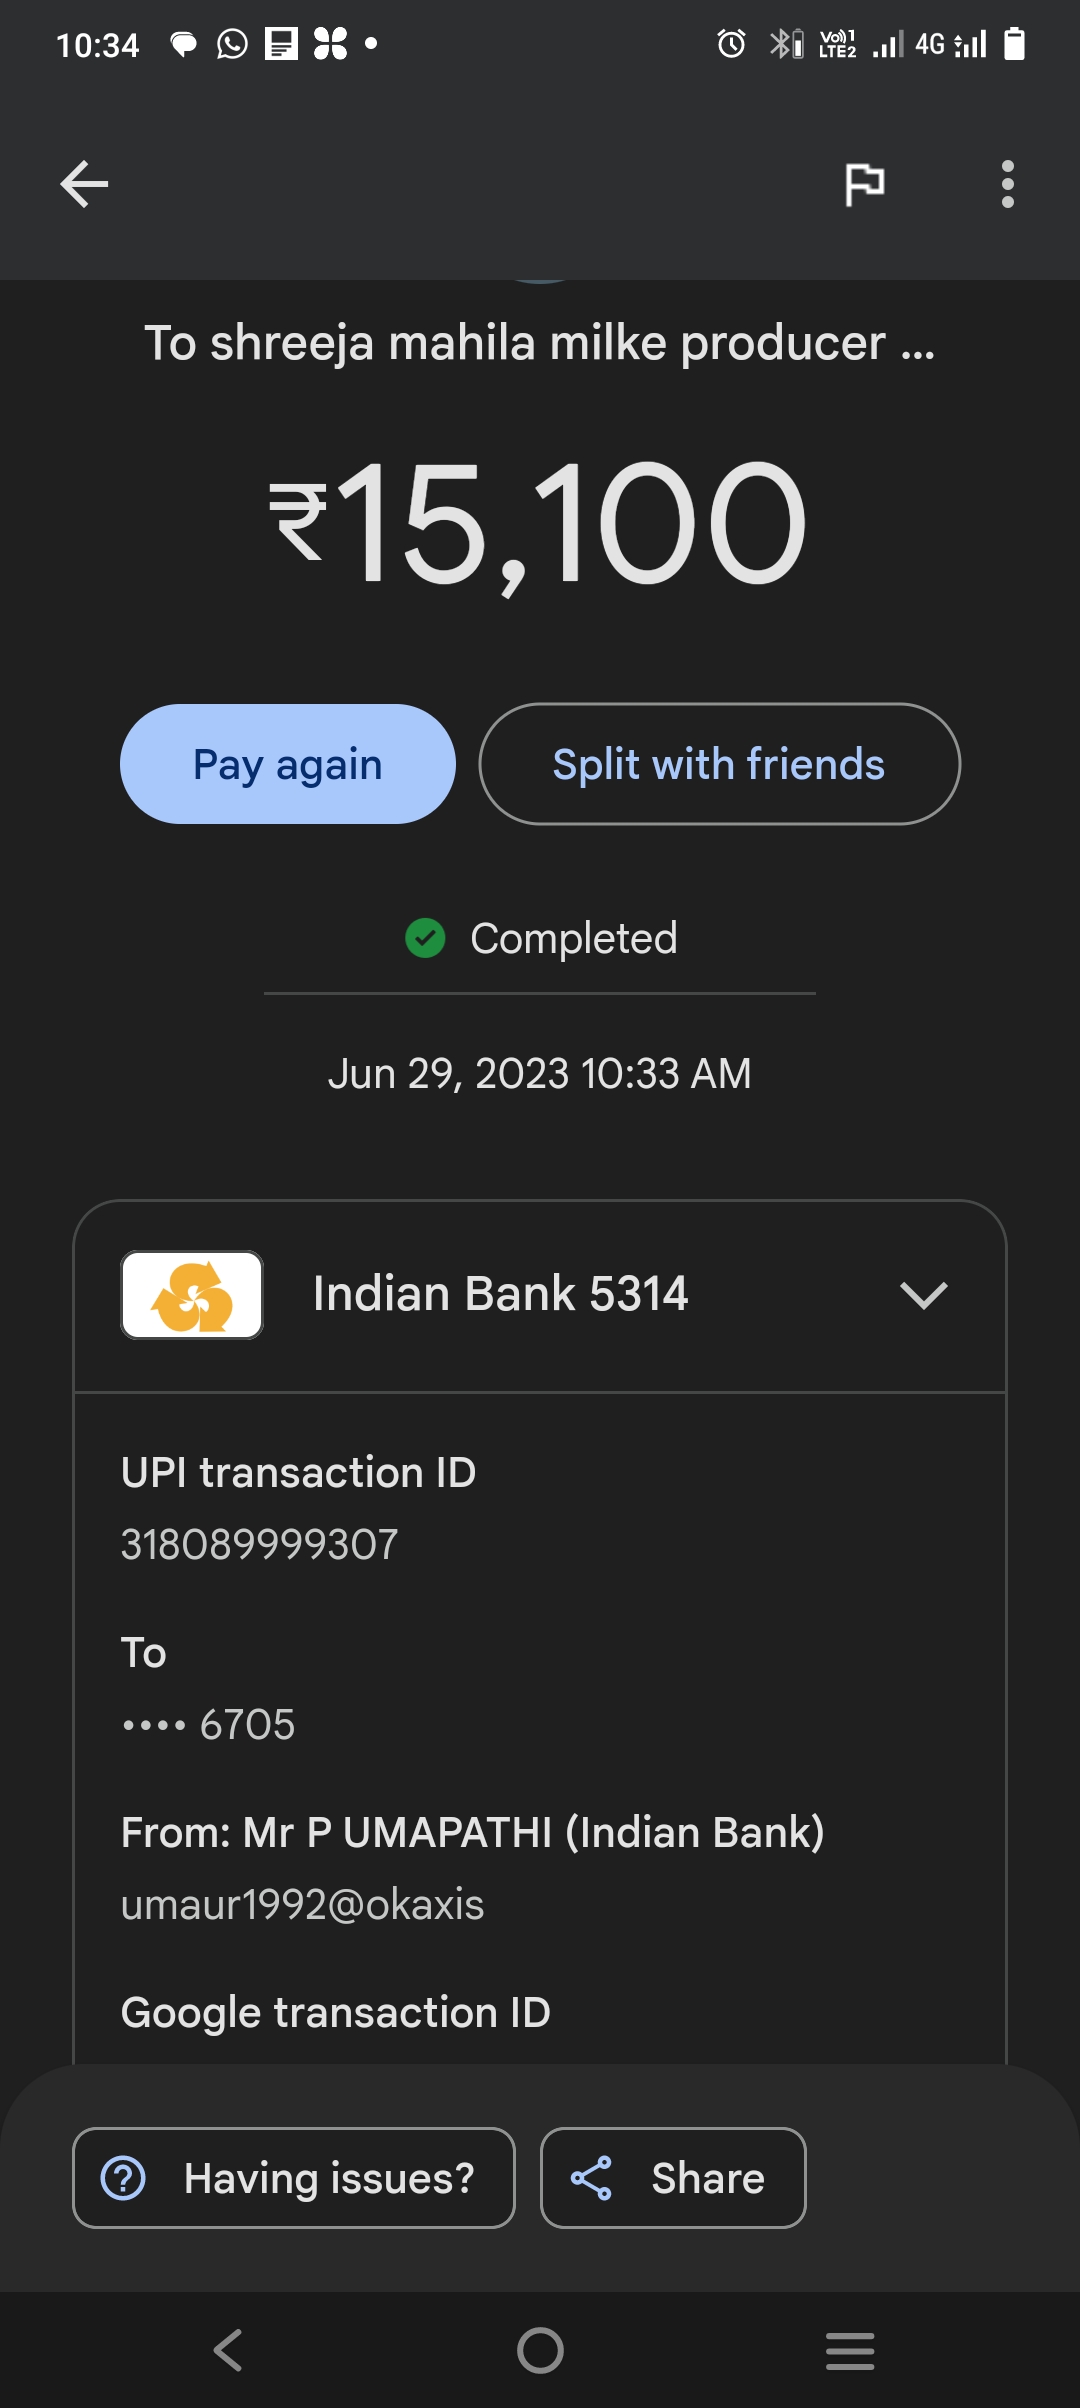 10:34
Vo)) 1
LTE2
4G
To shreeja mahila milke producer ...
₹15,100
Pay again
Split with friends
Completed
Jun 29, 2023 10:33 AM
Indian Bank 5314
UPI transaction ID
318089999307
To
•••• 6705
From: Mr P UMAPATHI (Indian Bank)
umaur1992@okaxis
Google transaction ID
Having issues?
Share